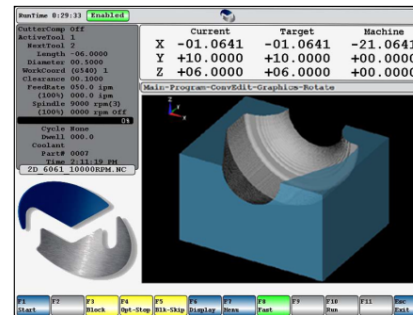 RunTime 0:29:33 Enabled
CutterComp Off
ActiveTool 1
NextTool 2
Length -06.0000
Diameter 00.5000
WorkCoord (G540) 1
Clearance 00.1000
FeedRate 050.0 ipm
(100%) 000.0 ipm
Spindle 9000 rpm(3)
(100%) 0000 rpm Off
0%
Cycle None
Dwell 000.0
Coolant
Part# 0007
Time 2:11:19 PM
2D_6061_10000RPM.NC
Current Target Machine
X -01.0641 -01.0641 -21.0641
Y +10.0000 +10.0000 +00.0000
Z +06.0000 +06.0000 +00.0000
Main-Program-ConvEdit-Graphics-Rotate
F1 F2 F3 F4 F5 F6 F7 F8 F9 F10 F11 Esc
Start Block Opt-Stop Blk-Skip Display Menu Fast Run Exit